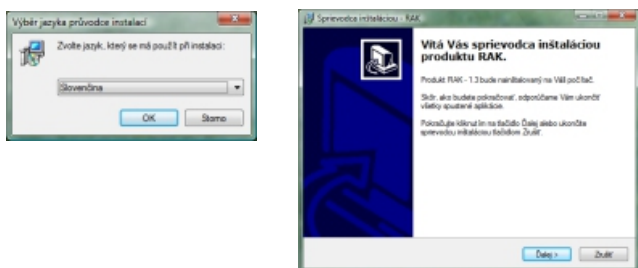 Výběr jazyka průvodce instalací
Zvolte jazyk, který se má použít při instalaci:
Slovenčina
OK
Storno
Sprievodca inštaláciou - RAK
Vitá Vás sprievodca inštaláciou
produktu RAK.
Produkt RAK - 1.3 bude nainštalovaný na Váš počítač.
Skôr, ako budete pokračovať, odporúčame Vám ukončiť
všetky spustené aplikácie.
Pokračujte kliknutím na tlačidlo Ďalej alebo ukončite
sprievodcu inštaláciou tlačidlom Zrušiť.
Ďalej >
Zrušiť